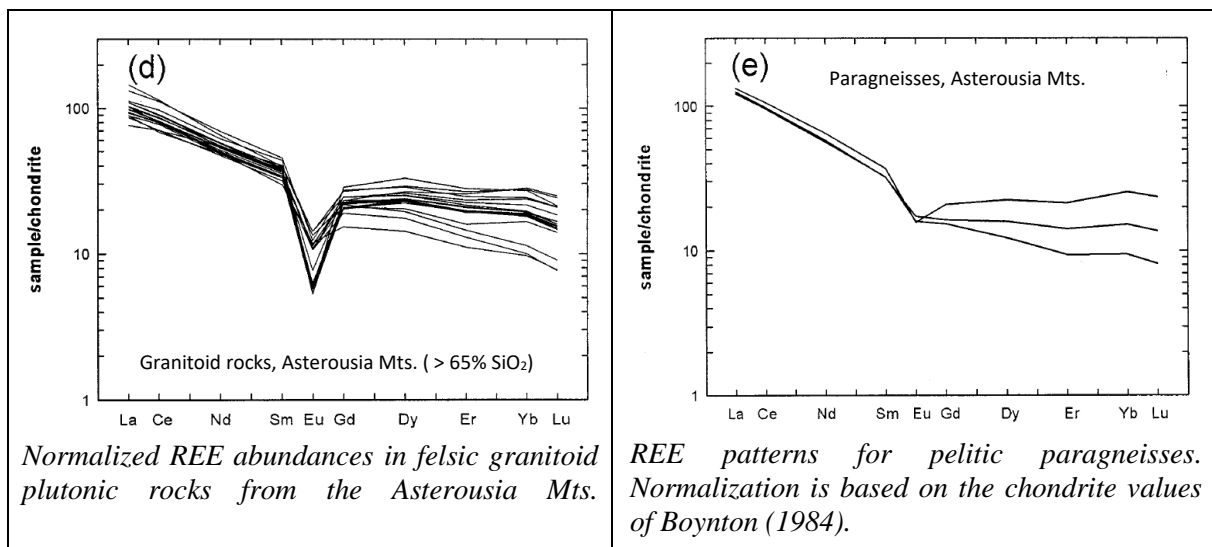 (d)
sample/chondrite
100
10
1
Granitoid rocks, Asterousia Mts. ( > 65% SiO₂)
La Ce Nd Sm Eu Gd Dy Er Yb Lu
Normalized REE abundances in felsic granitoid
plutonic rocks from the Asterousia Mts.
(e)
Paragneisses, Asterousia Mts.
sample/chondrite
100
10
1
La Ce Nd Sm Eu Gd Dy Er Yb Lu
REE patterns for pelitic paragneisses.
Normalization is based on the chondrite values
of Boynton (1984).